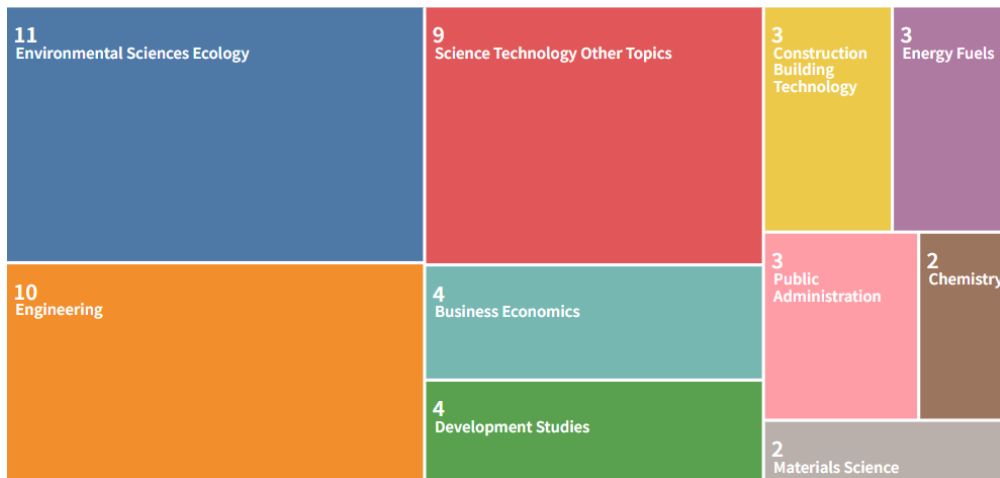 11
Environmental Sciences Ecology
10
Engineering
9
Science Technology Other Topics
4
Business Economics
4
Development Studies
3
Construction
Building
Technology
3
Energy Fuels
3
Public
Administration
2
Chemistry
2
Materials Science